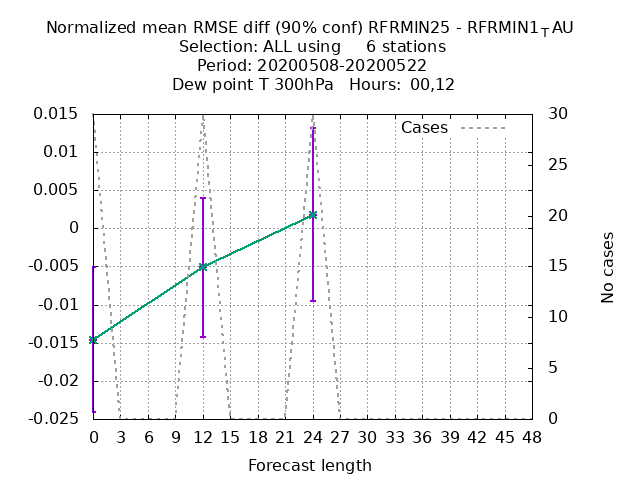 Normalized mean RMSE diff (90% conf) RFRMIN25 - RFRMIN1_TAU
Selection: ALL using     6 stations
Period: 20200508-20200522
Dew point T 300hPa   Hours: 00,12
Cases
0.015
0.01
0.005
0
-0.005
-0.01
-0.015
-0.02
-0.025
30
25
20
15
10
5
0
No cases
0 3 6 9 12 15 18 21 24 27 30 33 36 39 42 45 48
Forecast length